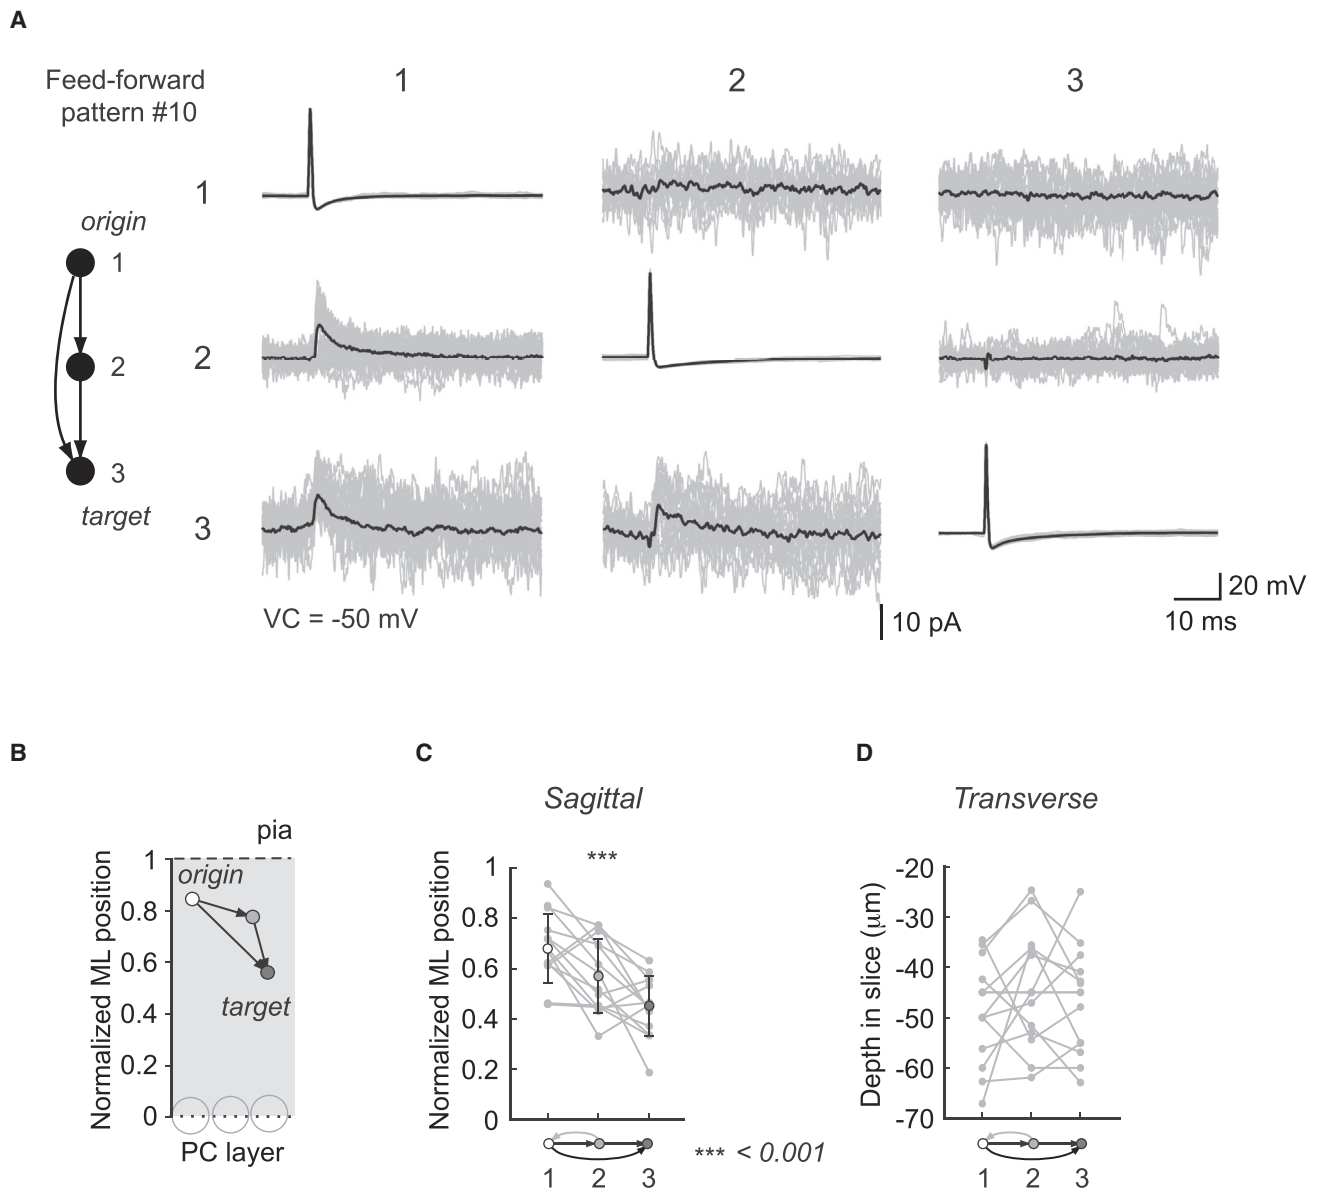 A
Feed-forward
pattern #10
1 2 3
1
origin
1
2
2
3
3
target
VC = -50 mV
10 pA
20 mV
10 ms
B
pia
Normalized ML position
1
0.8
0.6
0.4
0.2
0
origin
target
PC layer
C
Sagittal
***
Normalized ML position
1
0.8
0.6
0.4
0.2
0
1 2 3
*** < 0.001
D
Transverse
Depth in slice (μm)
-20
-30
-40
-50
-60
-70
1 2 3